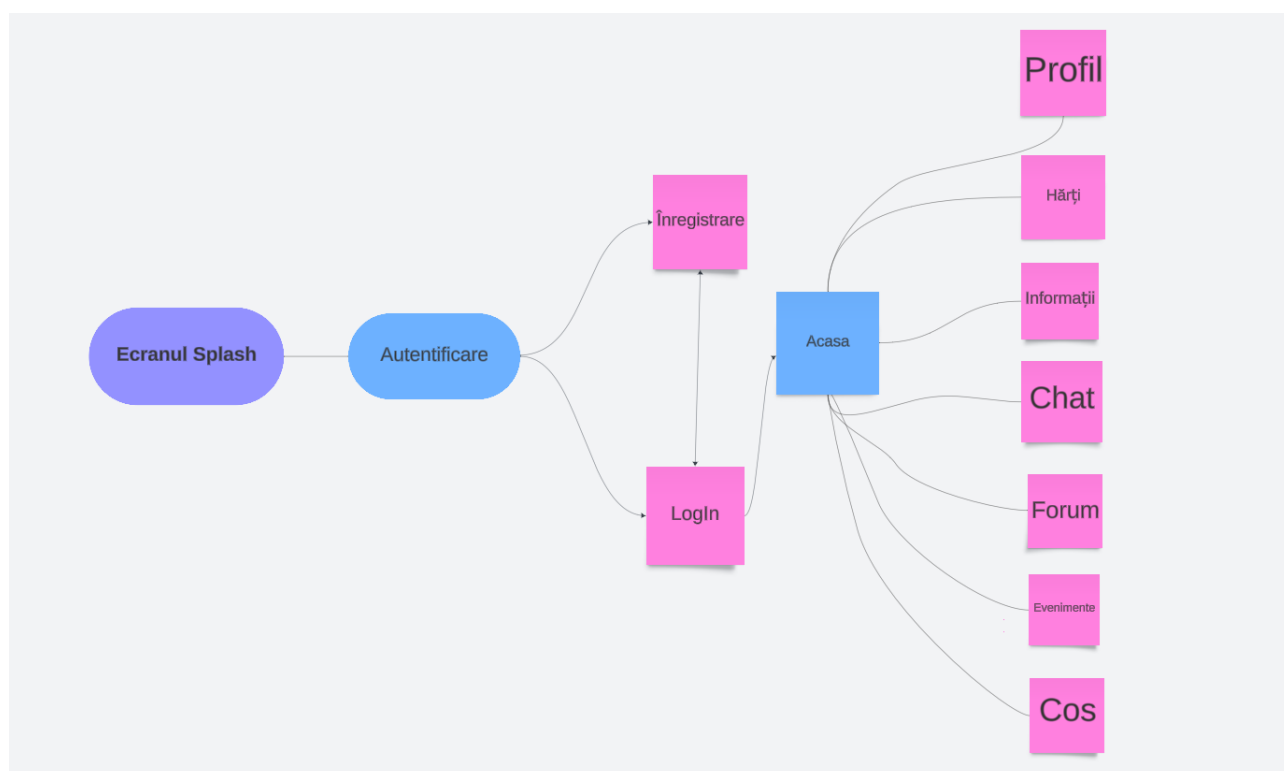 Ecranul Splash
Autentificare
Înregistrare
LogIn
Acasa
Profil
Hărți
Informații
Chat
Forum
Evenimente
Cos